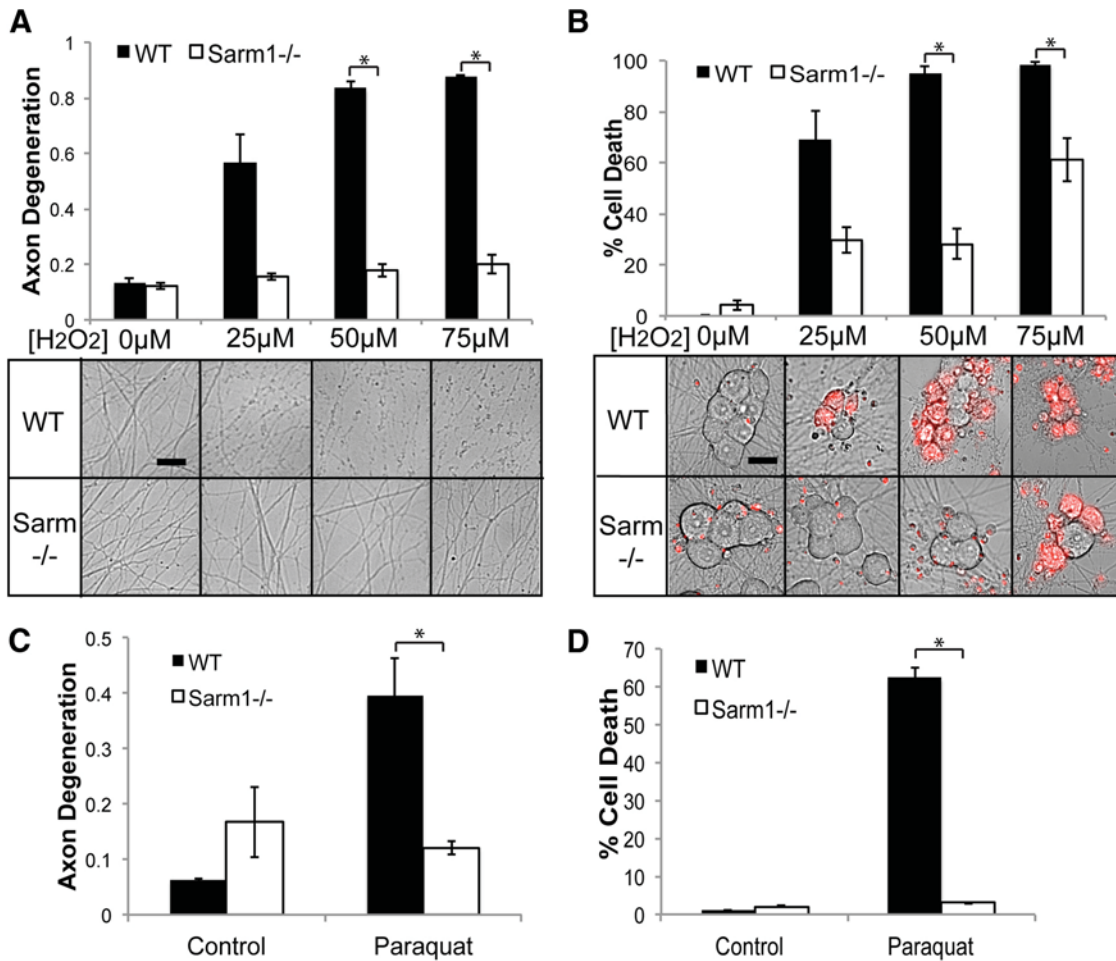 A
WT Sarm1-/-
Axon Degeneration
1
0.8
0.6
0.4
0.2
0
* *
[H2O2] 0µM 25µM 50µM 75µM
WT
Sarm
-/-
B
WT Sarm1-/-
% Cell Death
100
80
60
40
20
0
* *
[H2O2] 0µM 25µM 50µM 75µM
WT
Sarm
-/-
C
WT
Sarm1-/-
Axon Degeneration
0.5
0.4
0.3
0.2
0.1
0
*
Control Paraquat
D
WT
Sarm1-/-
% Cell Death
70
60
50
40
30
20
10
0
*
Control Paraquat